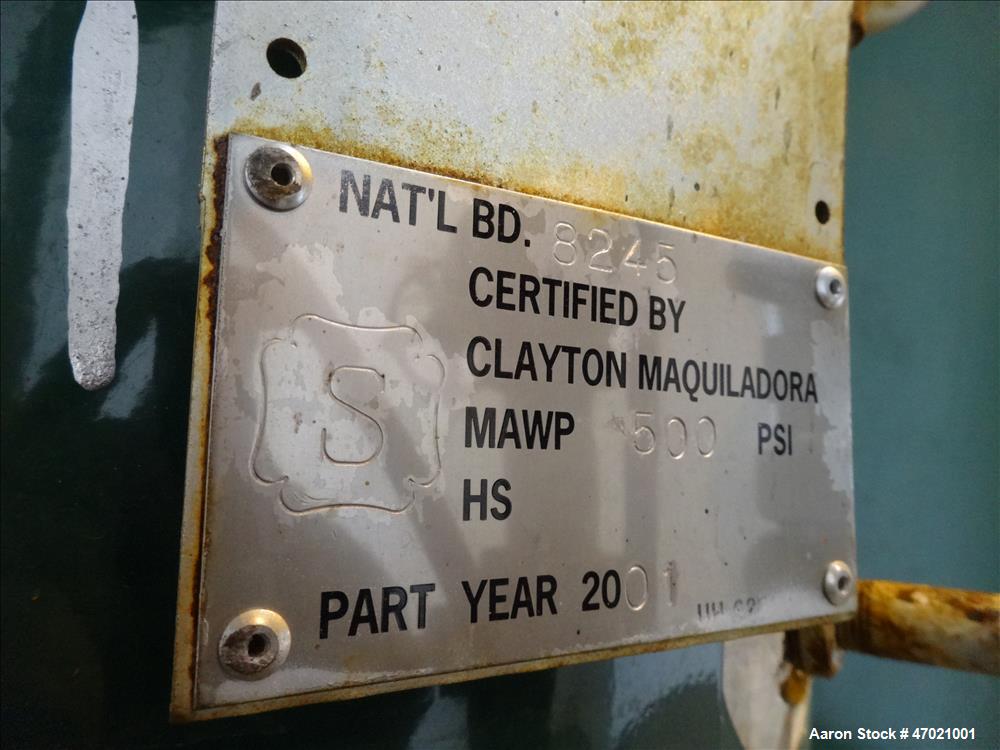 NAT'L BD. 8245
CERTIFIED BY
CLAYTON MAQUILADORA
MAWP 500 PSI
HS
S
PART YEAR 2001
Aaron Stock # 47021001